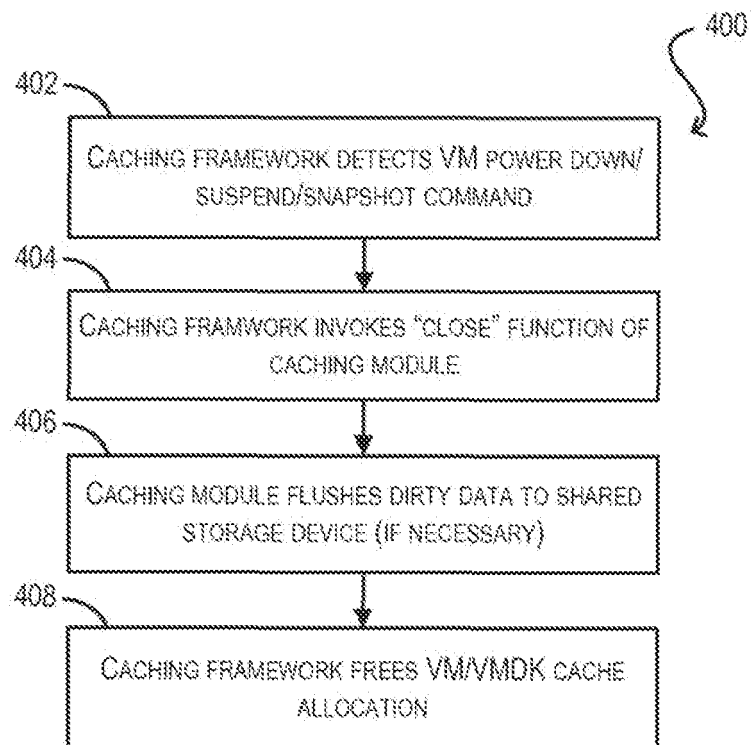 400
402
CACHING FRAMEWORK DETECTS VM POWER DOWN/
SUSPEND/SNAPSHOT COMMAND
404
CACHING FRAMWORK INVOKES "CLOSE" FUNCTION OF
CACHING MODULE
406
CACHING MODULE FLUSHES DIRTY DATA TO SHARED
STORAGE DEVICE (IF NECESSARY)
408
CACHING FRAMEWORK FREES VM/VMDK CACHE
ALLOCATION